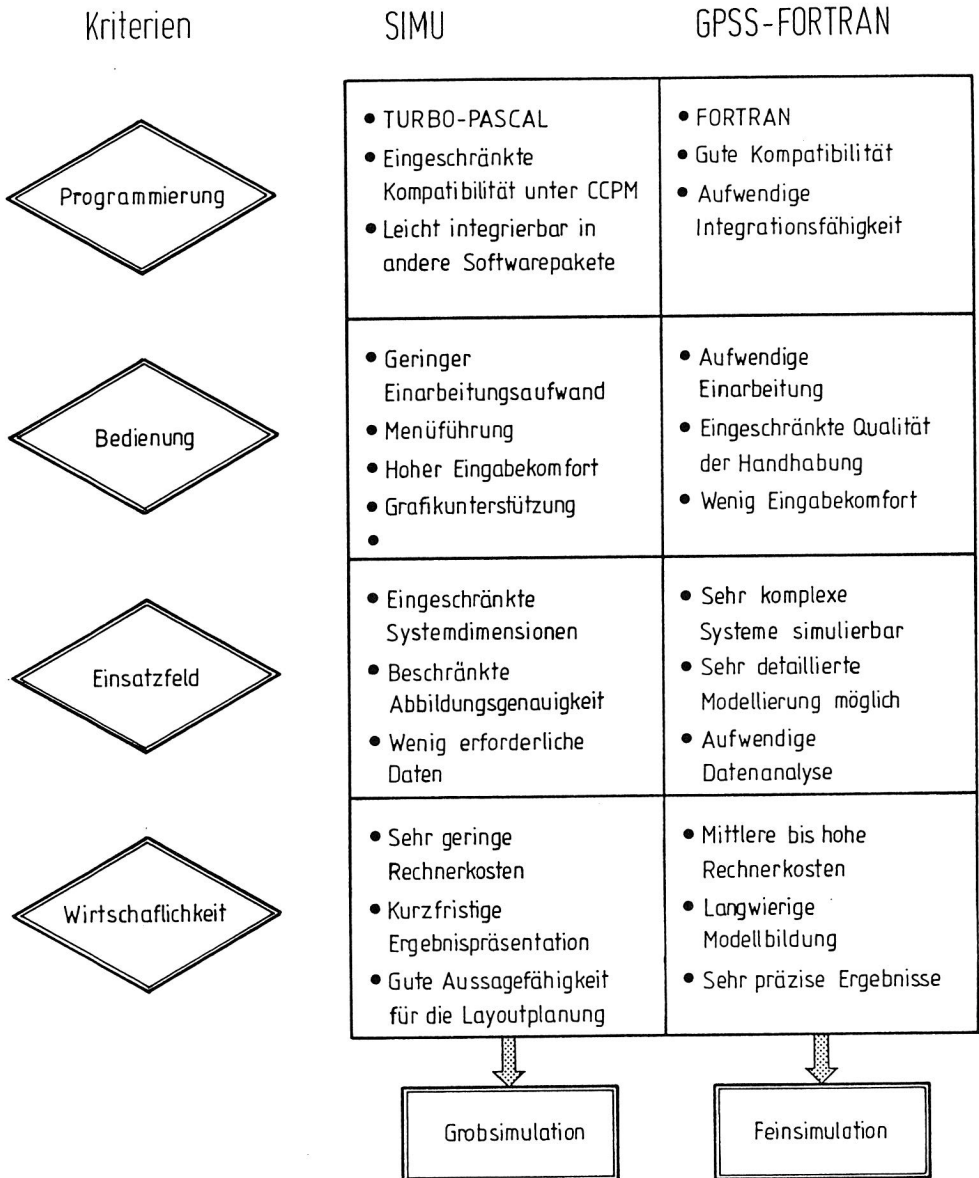 Kriterien
SIMU
GPSS-FORTRAN
Programmierung
• TURBO-PASCAL
• Eingeschränkte
Kompatibilität unter CCPM
• Leicht integrierbar in
andere Softwarepakete
• FORTRAN
• Gute Kompatibilität
• Aufwendige
Integrationsfähigkeit
Bedienung
• Geringer
Einarbeitungsaufwand
• Menüführung
• Hoher Eingabekomfort
• Grafikunterstützung
•
• Aufwendige
Einarbeitung
• Eingeschränkte Qualität
der Handhabung
• Wenig Eingabekomfort
Einsatzfeld
• Eingeschränkte
Systemdimensionen
• Beschränkte
Abbildungsgenauigkeit
• Wenig erforderliche
Daten
• Sehr komplexe
Systeme simulierbar
• Sehr detaillierte
Modellierung möglich
• Aufwendige
Datenanalyse
Wirtschaflichkeit
• Sehr geringe
Rechnerkosten
• Kurzfristige
Ergebnispräsentation
• Gute Aussagefähigkeit
für die Layoutplanung
• Mittlere bis hohe
Rechnerkosten
• Langwierige
Modellbildung
• Sehr präzise Ergebnisse
Grobsimulation
Feinsimulation